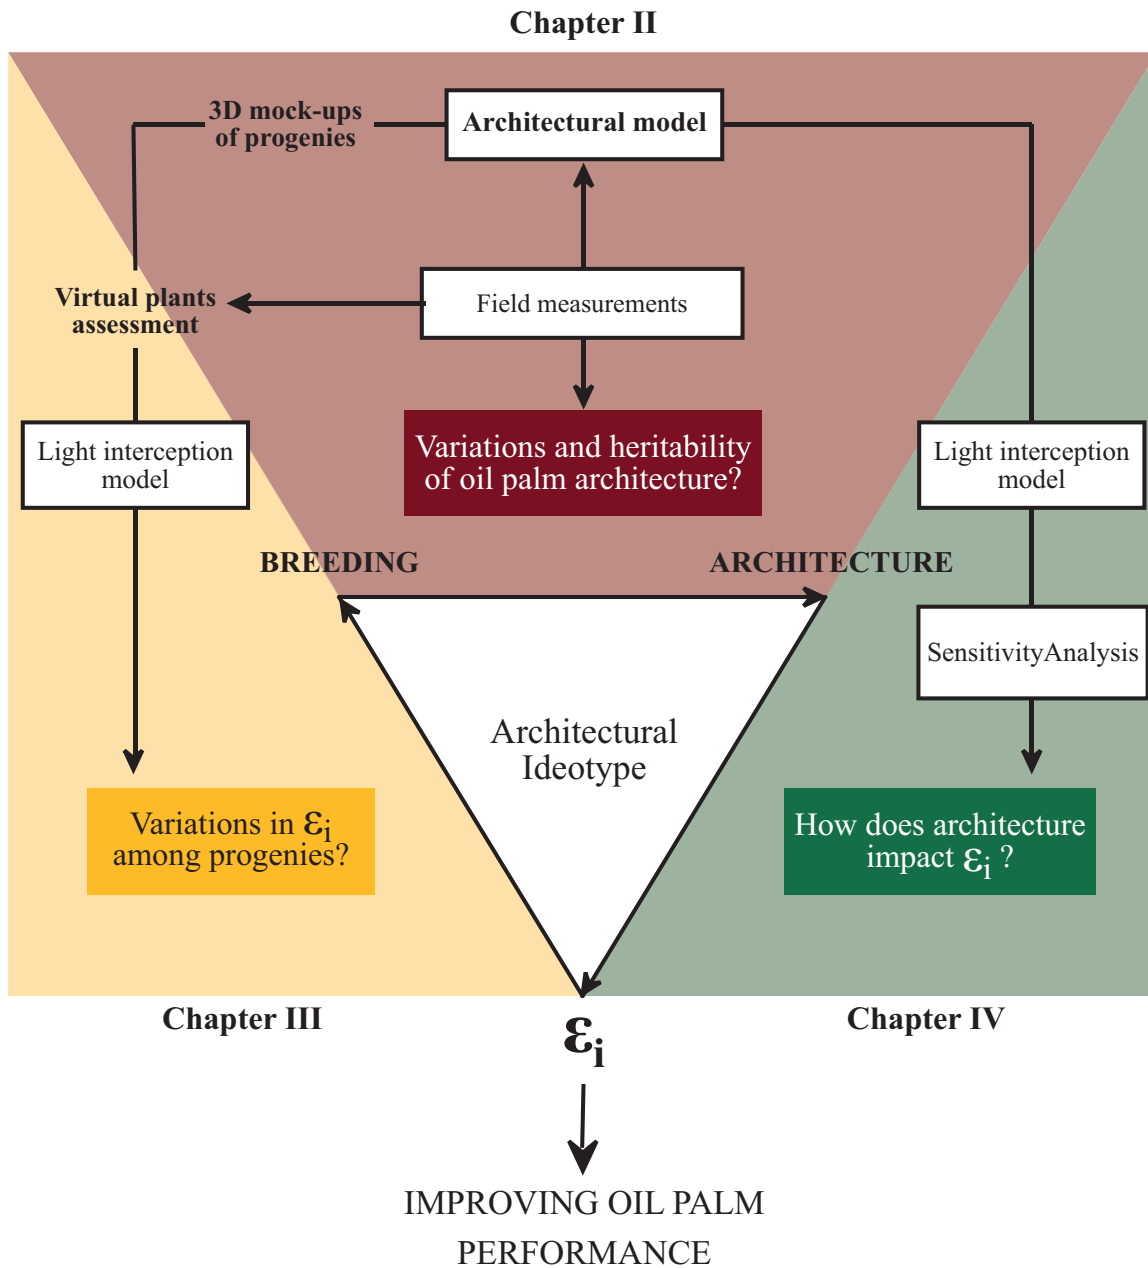 Chapter II
3D mock-ups
of progenies
Architectural model
Virtual plants
assessment
Field measurements
Light interception
model
Variations and heritability
of oil palm architecture?
Light interception
model
BREEDING
ARCHITECTURE
SensitivityAnalysis
Architectural
Ideotype
Variations in εi
among progenies?
How does architecture
impact εi ?
Chapter III
Chapter IV
εi
IMPROVING OIL PALM
PERFORMANCE